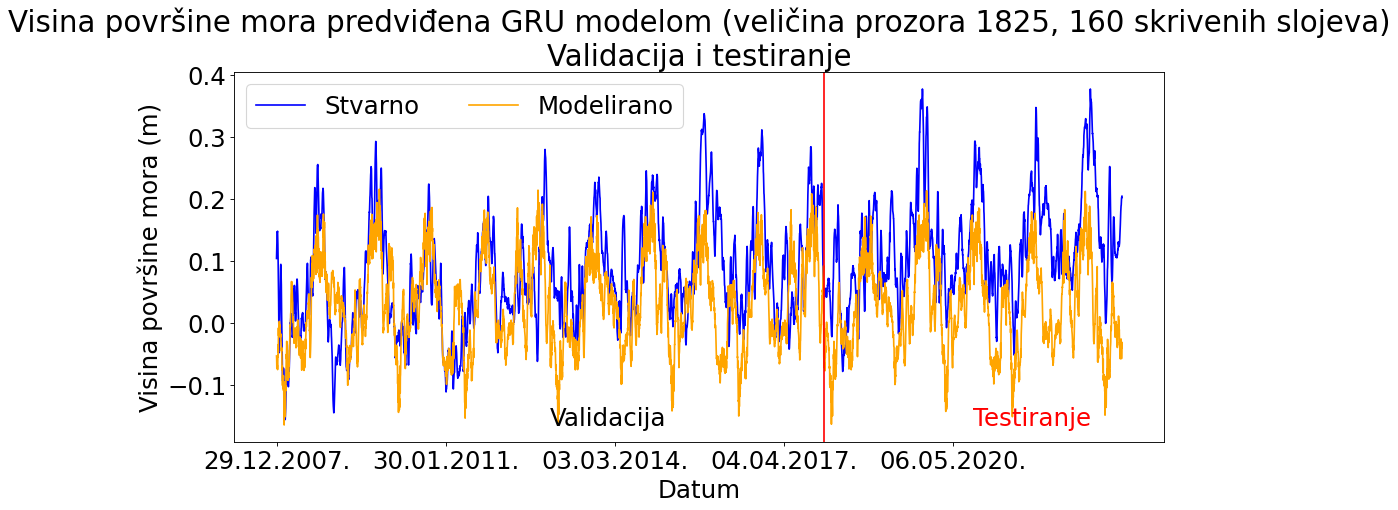 Visina površine mora predviđena GRU modelom (veličina prozora 1825, 160 skrivenih slojeva)
Validacija i testiranje
Stvarno
Modelirano
Visina površine mora (m)
0.4
0.3
0.2
0.1
0.0
−0.1
Validacija
Testiranje
29.12.2007.
30.01.2011.
03.03.2014.
04.04.2017.
06.05.2020.
Datum